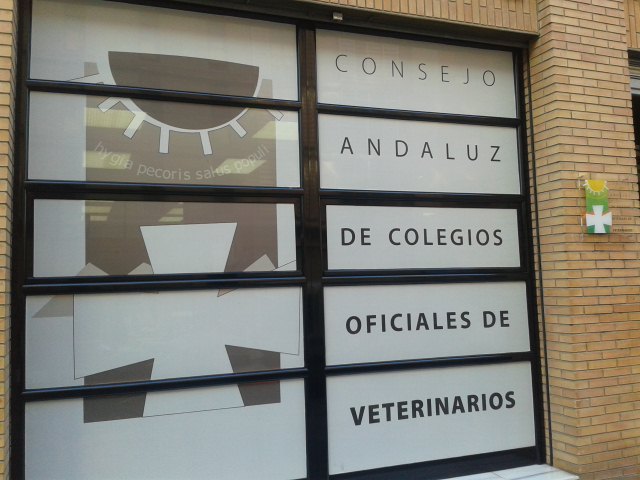 CONSEJO
ANDALUZ
DE COLEGIOS
OFICIALES DE
VETERINARIOS
hygia pecoris salus populi